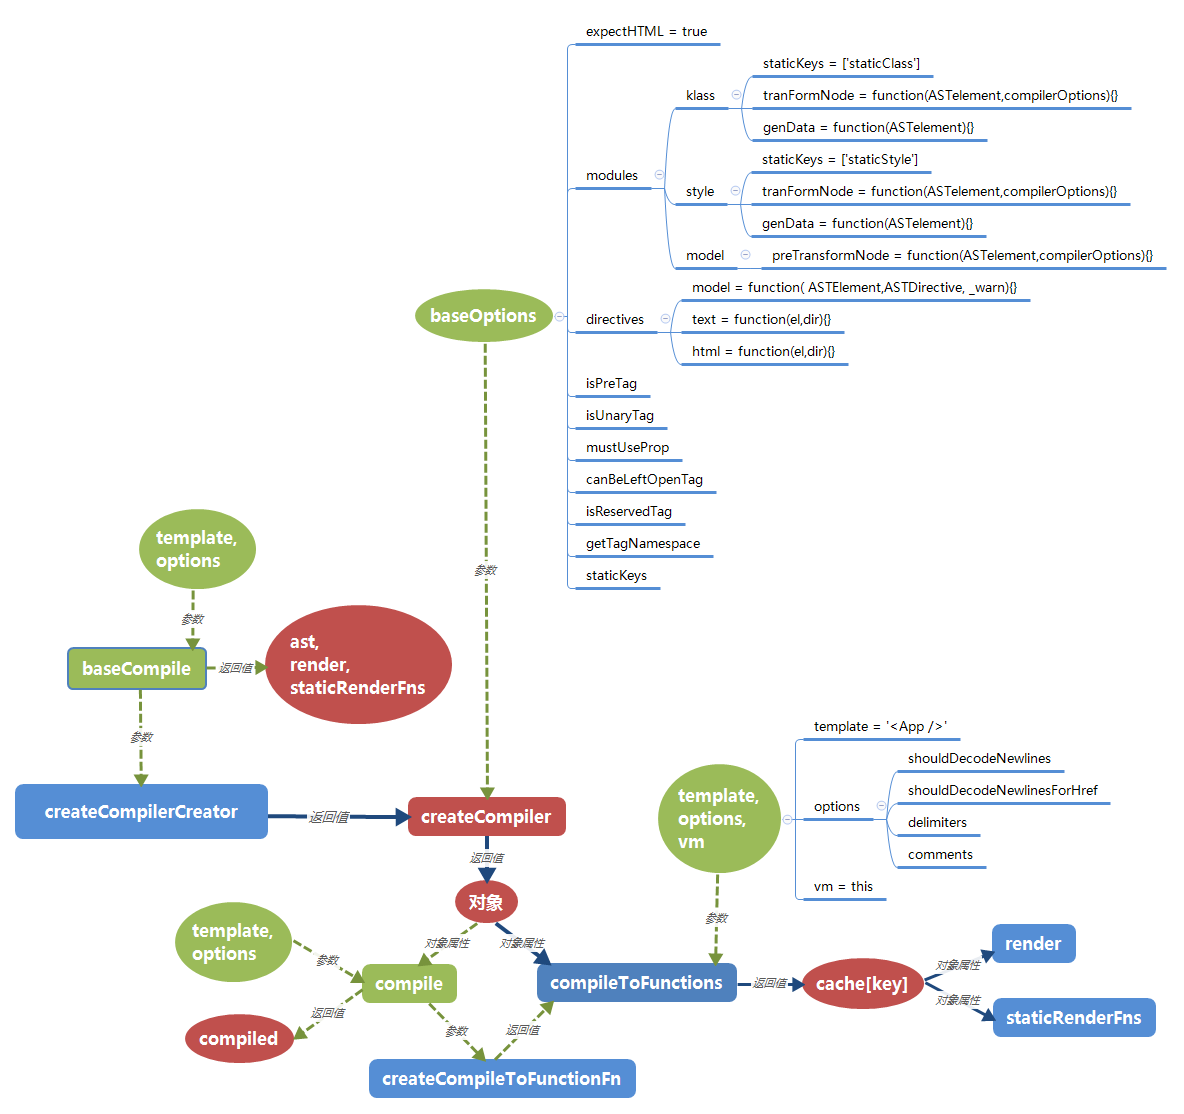 expectHTML = true
staticKeys = ['staticClass']
klass
tranFormNode = function(ASTelement,compilerOptions){}
genData = function(ASTelement){}
modules
staticKeys = ['staticStyle']
style
tranFormNode = function(ASTelement,compilerOptions){}
genData = function(ASTelement){}
model
preTransformNode = function(ASTelement,compilerOptions){}
baseOptions
directives
model = function( ASTElement,ASTDirective, _warn){}
text = function(el,dir){}
html = function(el,dir){}
isPreTag
isUnaryTag
mustUseProp
canBeLeftOpenTag
isReservedTag
getTagNamespace
staticKeys
参数
template,
options
参数
baseCompile
返回值
ast,
render,
staticRenderFns
参数
createCompilerCreator
返回值
createCompiler
返回值
对象
对象属性
对象属性
template,
options,
vm
template = '<App />'
options
shouldDecodeNewlines
shouldDecodeNewlinesForHref
delimiters
comments
vm = this
参数
template,
options
参数
compile
返回值
compiled
参数
返回值
createCompileToFunctionFn
compileToFunctions
返回值
cache[key]
对象属性
render
对象属性
staticRenderFns